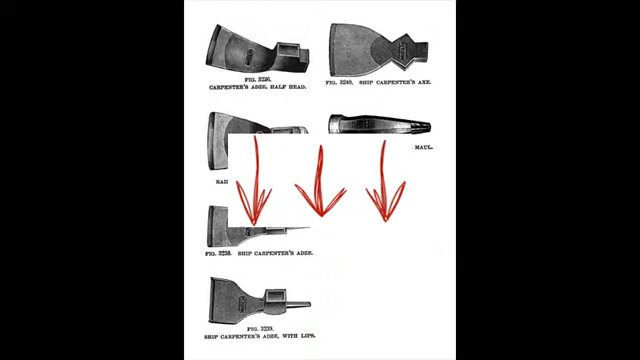 FIG. 3236.
CARPENTER'S ADZE, HALF HEAD.
FIG. 3240. SHIP CARPENTER'S AXE.
MAUL.
RAI
FIG. 3238. SHIP CARPENTER'S ADZE.
FIG. 3239.
SHIP CARPENTER'S ADZE, WITH LIPS.